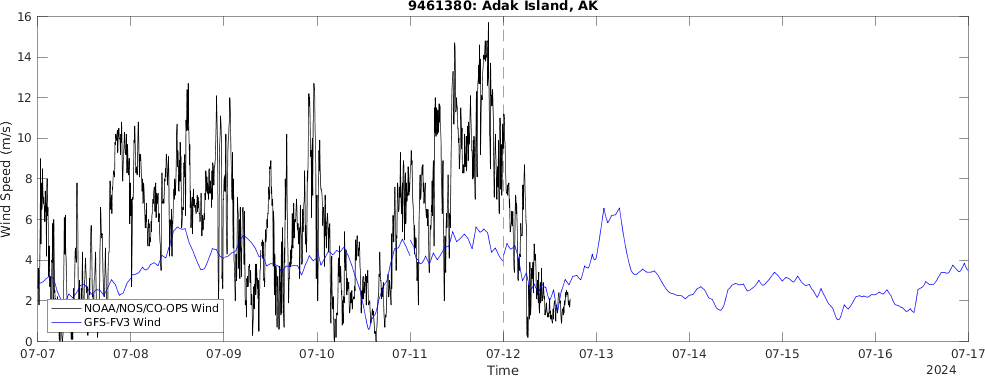 9461380: Adak Island, AK
Wind Speed (m/s)
16
14
12
10
8
6
4
2
0
NOAA/NOS/CO-OPS Wind
GFS-FV3 Wind
07-07 07-08 07-09 07-10 07-11 07-12 07-13 07-14 07-15 07-16 07-17
Time
2024